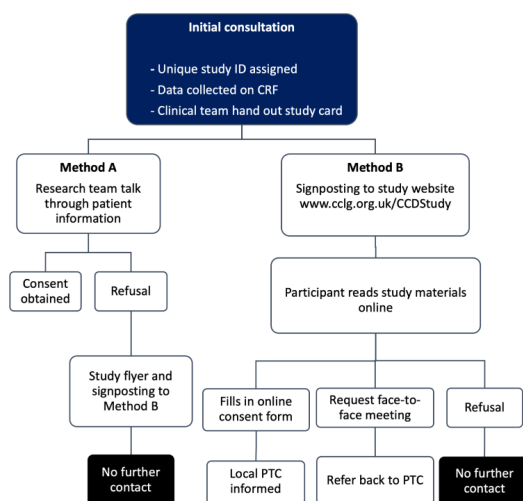 Initial consultation
- Unique study ID assigned
- Data collected on CRF
- Clinical team hand out study card
Method A
Research team talk
through patient
information
Method B
Signposting to study website
www.cclg.org.uk/CCDStudy
Consent
obtained
Refusal
Participant reads study materials
online
Study flyer and
signposting to
Method B
Fills in online
consent form
Request face-to-
face meeting
Refusal
No further
contact
Local PTC
informed
Refer back to PTC
No further
contact